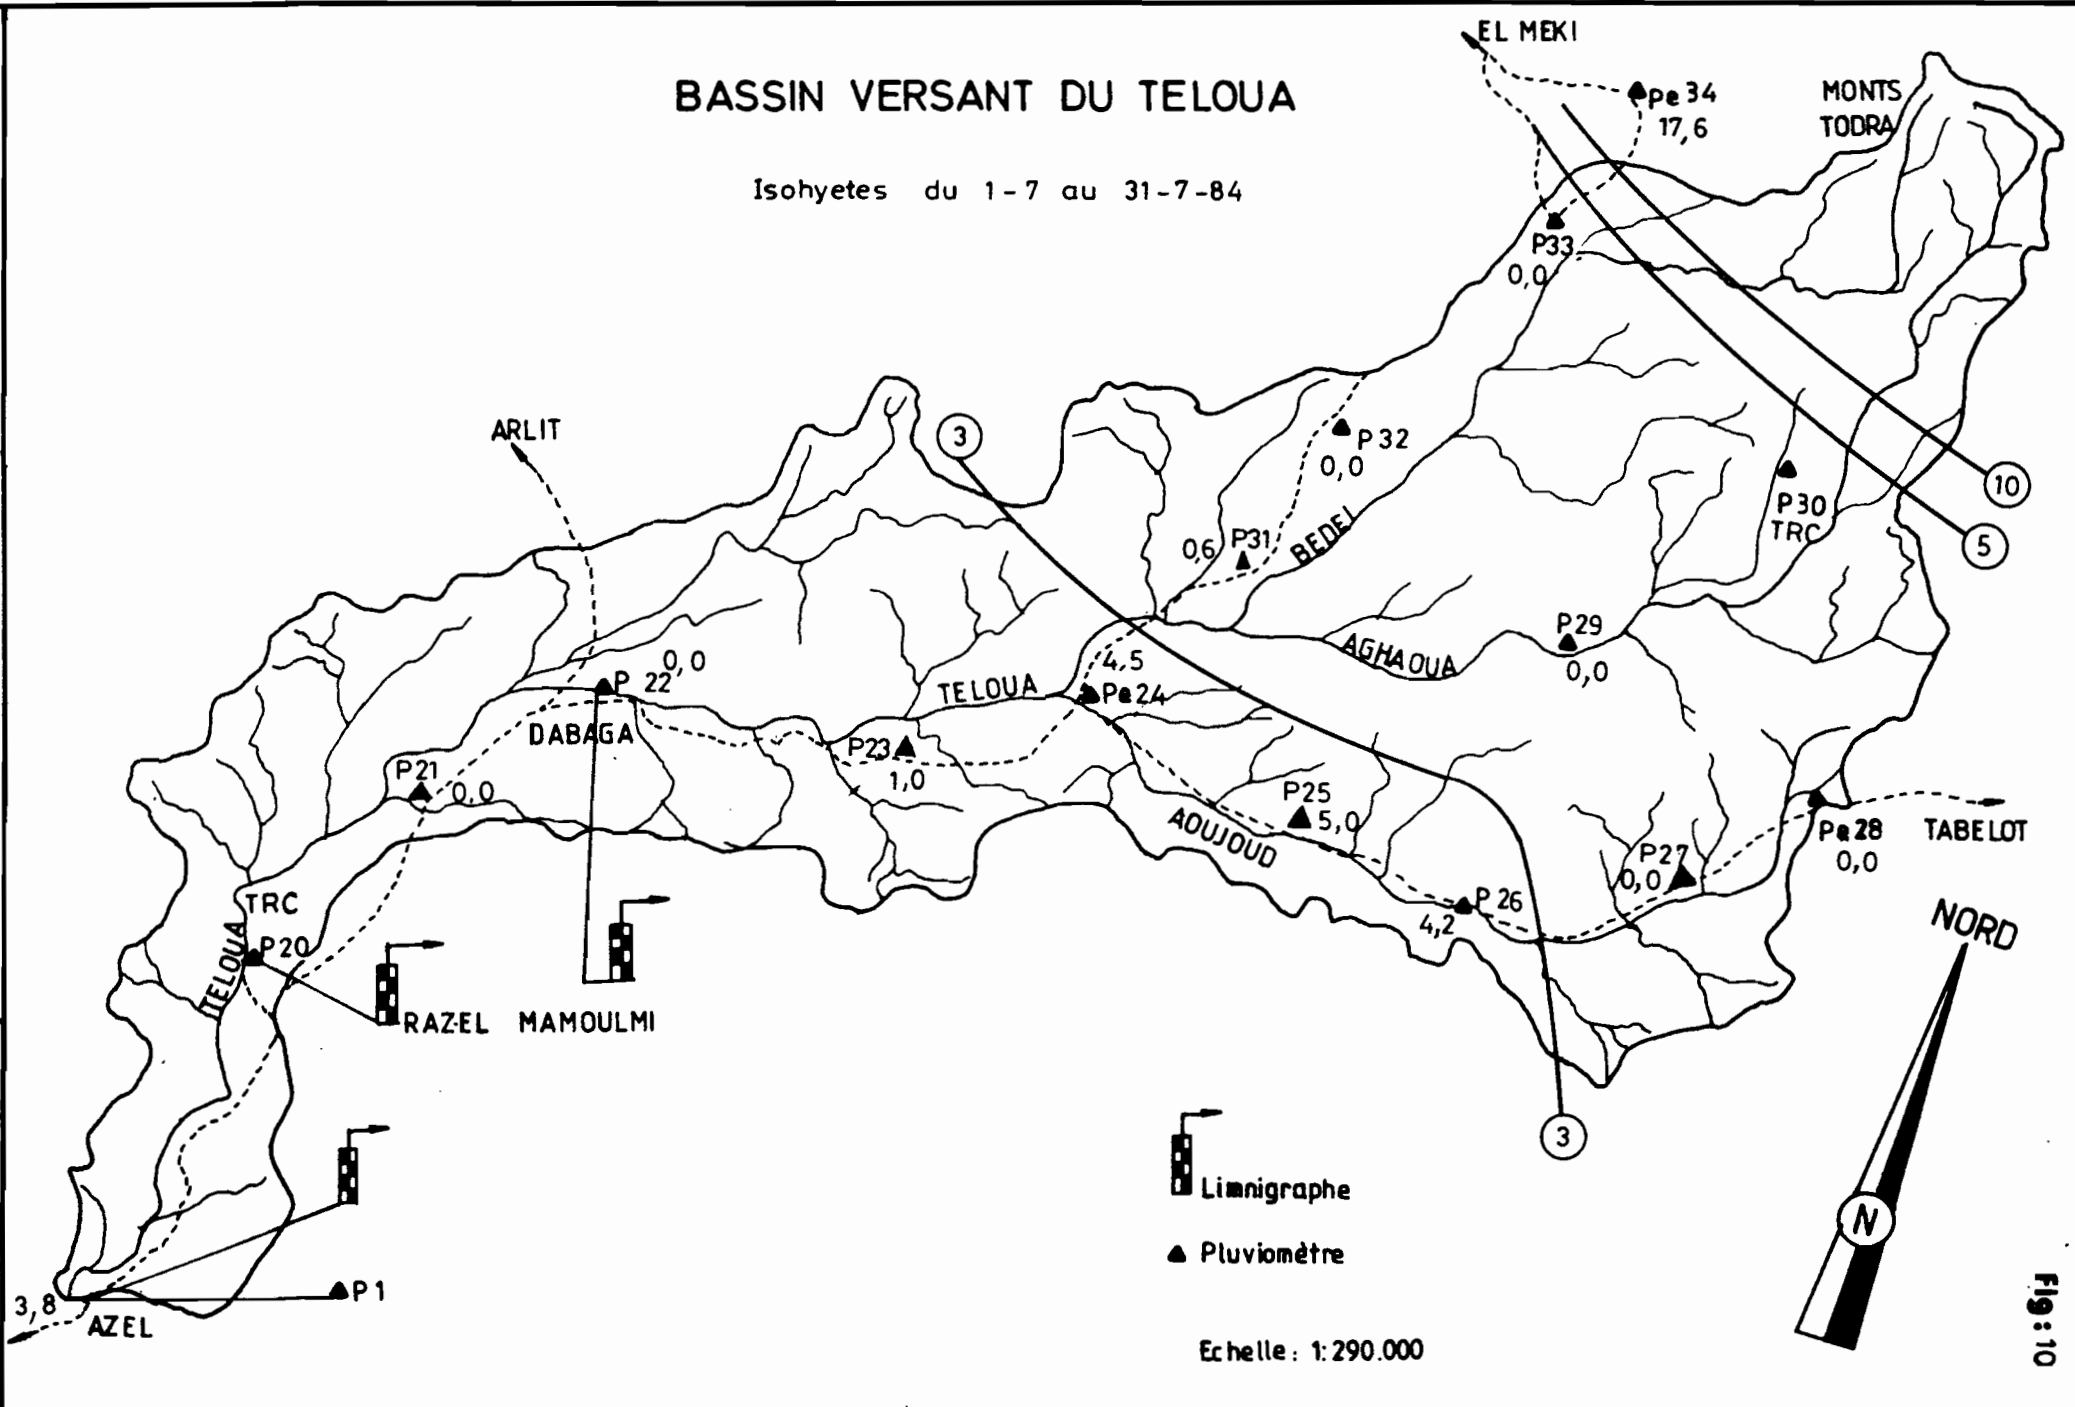 EL MEKI
BASSIN VERSANT DU TELOUA
Isohyetes du 1-7 au 31-7-84
Pe 34
17,6
MONTS
TODRA
P33
0,0
ARLIT
3
P 32
0,0
10
P30
TRC
5
0,6
P31
BEDEL
P29
0,0
AGHAOUA
4,5
Pe24
TELOUA
0,0
P 22
DABAGA
P23
1,0
P21
0,0
P25
5,0
AOUJOUD
P27
0,0
Pe28
0,0
TABELOT
P 26
4,2
TRC
TELOUA
P20
RAZEL MAMOULMI
NORD
3
Limnigraphe
Pluviomètre
N
P1
3,8
AZEL
Echelle: 1:290.000
Fig:10